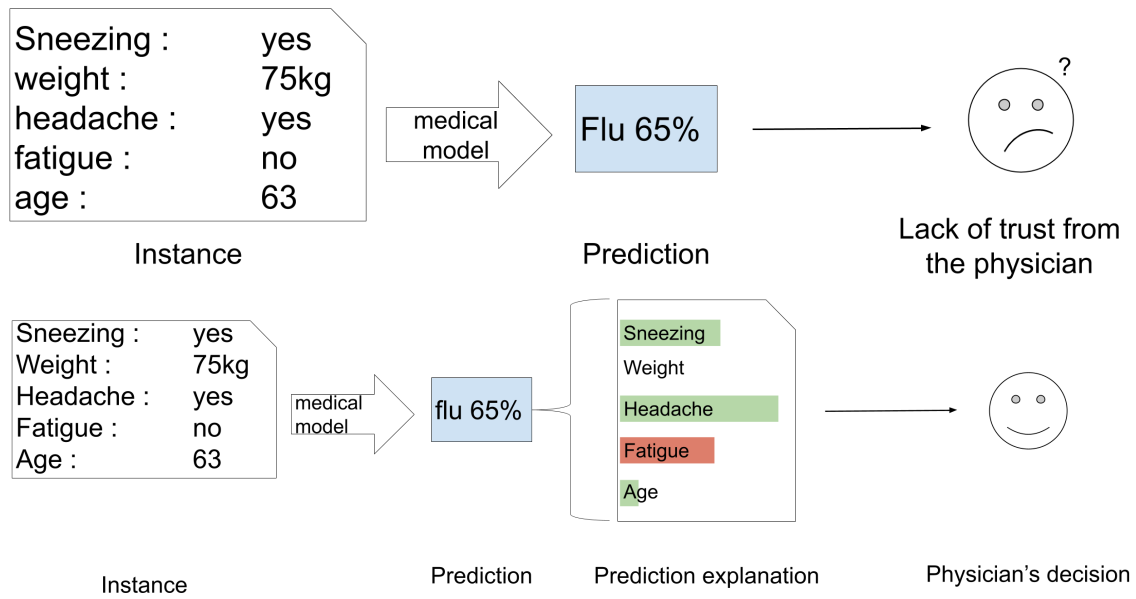 Sneezing : yes
weight : 75kg
headache : yes
fatigue : no
age : 63
medical
model
Flu 65%
?
Instance
Prediction
Lack of trust from
the physician
Sneezing : yes
Weight : 75kg
Headache : yes
Fatigue : no
Age : 63
medical
model
flu 65%
Sneezing
Weight
Headache
Fatigue
Age
Instance
Prediction
Prediction explanation
Physician's decision